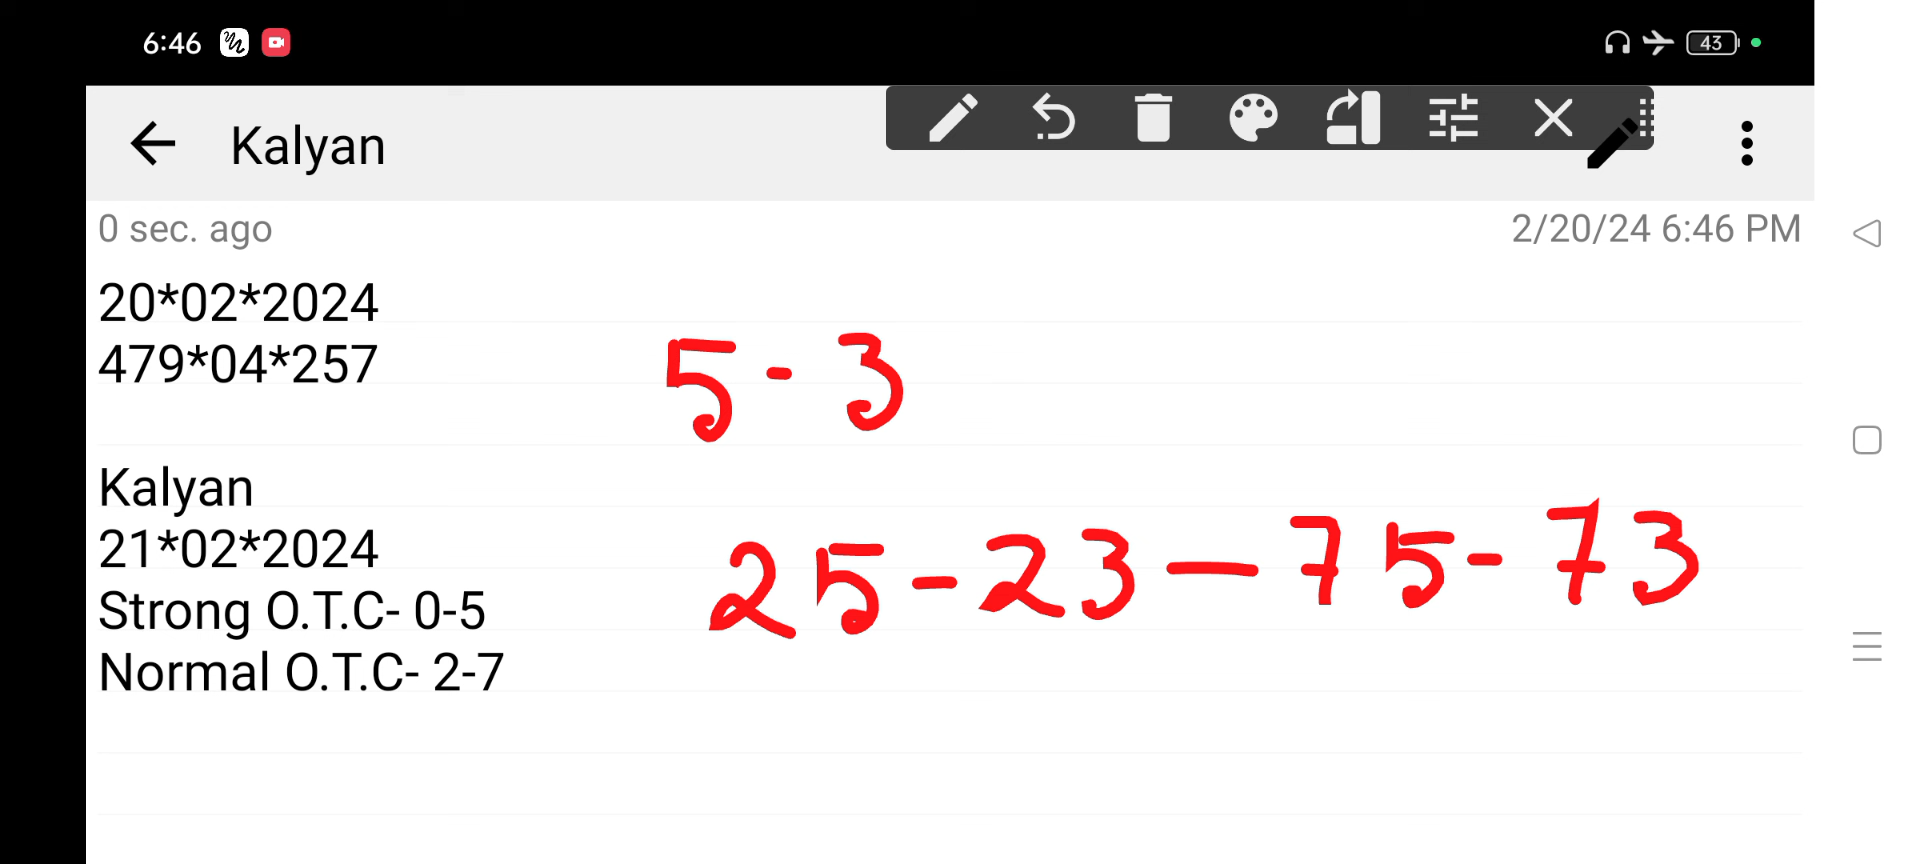 6:46 43
Kalyan
0 sec. ago 2/20/24 6:46 PM
20*02*2024
479*04*257
5-3
Kalyan
21*02*2024
25-23-75-73
Strong O.T.C- 0-5
Normal O.T.C- 2-7